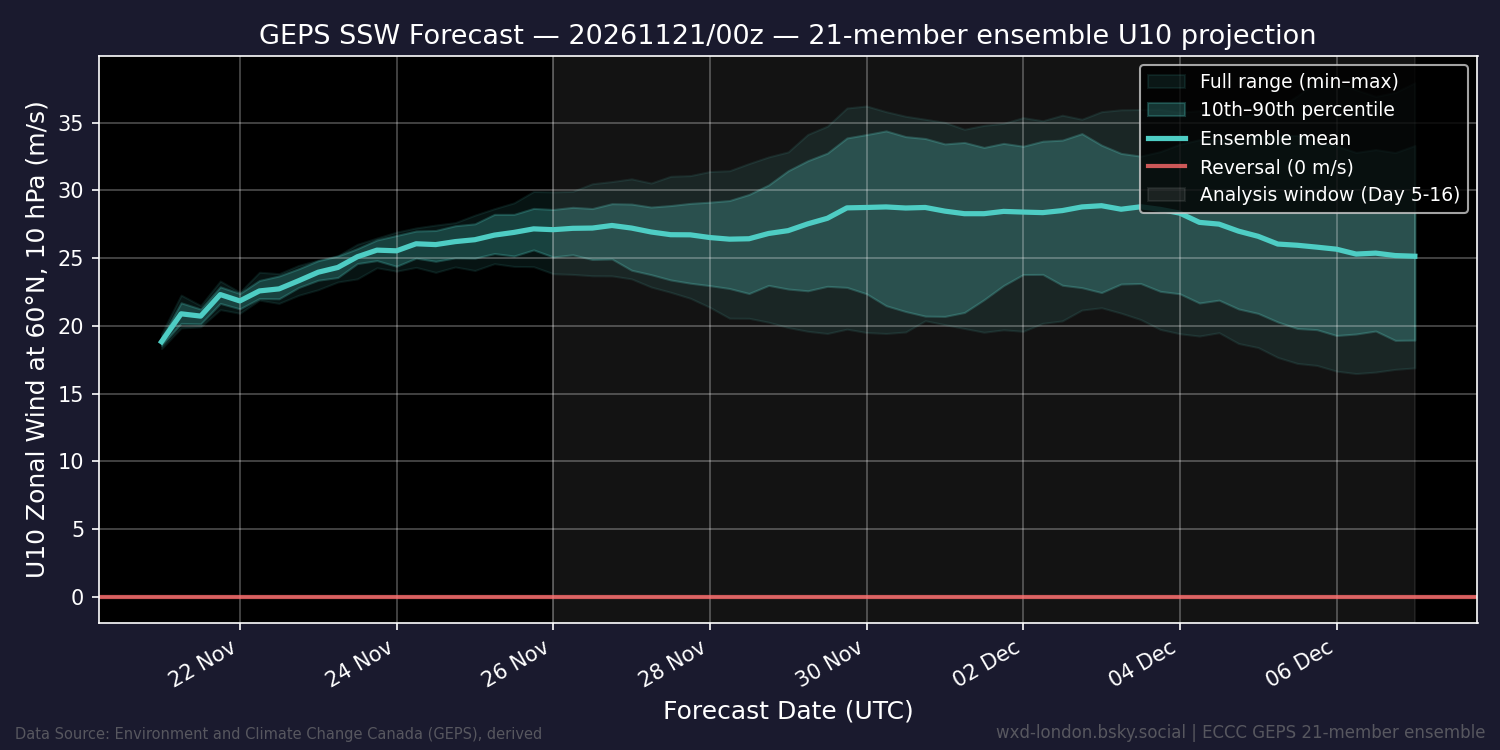 GEPS SSW Forecast — 20261121/00z — 21-member ensemble U10 projection
U10 Zonal Wind at 60°N, 10 hPa (m/s)
35
30
25
20
15
10
5
0
Full range (min–max)
10th–90th percentile
Ensemble mean
Reversal (0 m/s)
Analysis window (Day 5-16)
22 Nov
24 Nov
26 Nov
28 Nov
30 Nov
02 Dec
04 Dec
06 Dec
Forecast Date (UTC)
Data Source: Environment and Climate Change Canada (GEPS), derived
wxd-london.bsky.social | ECCC GEPS 21-member ensemble